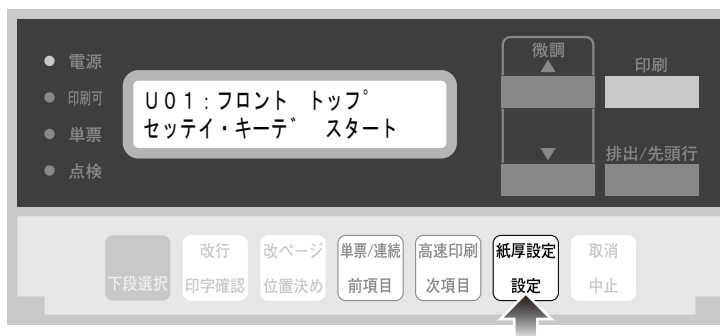 電源
印刷可
単票
点検
U01:フロント トップ゜
セッテイ・キーデ゛ スタート
微調
▲
▼
印刷
排出/先頭行
下段選択
改行
印字確認
改ページ
位置決め
単票/連続
前項目
高速印刷
次項目
紙厚設定
設定
取消
中止